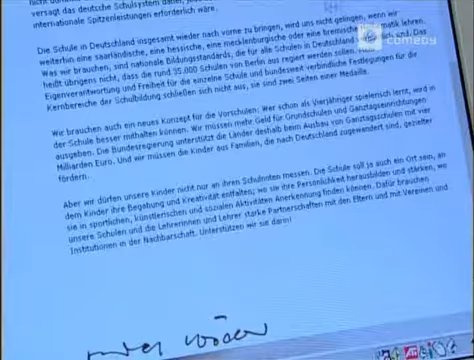 versagt das deutsche Schulsystem dabei, jedes
internationale Spitzenleistungen erforderlich wäre.
Die Schule in Deutschland insgesamt wieder nach vorne zu bringen, wird uns nicht gelingen, wenn wir
weiterhin eine saarländische, eine hessische, eine mecklenburgische oder eine bremische matik lehren.
Was wir brauchen, sind nationale Bildungsstandards, die für alle Schulen in Deutschland sind. Das
heißt übrigens nicht, dass die rund 35.000 Schulen von Berlin aus regiert werden sollen.
Eigenverantwortung und Freiheit für die einzelne Schule und bundesweit verbindliche Festlegungen für die
Kernbereiche der Schulbildung schließen sich nicht aus, sie sind zwei Seiten einer Medaille.
Wir brauchen auch ein neues Konzept für die Vorschulen: Wer schon als Vierjähriger spielerisch lernt, wird in
der Schule besser mithalten können. Wir müssen mehr Geld für Grundschulen und Ganztagseinrichtungen
ausgeben. Die Bundesregierung unterstützt die Länder deshalb beim Ausbau von Ganztagsschulen mit vier
Milliarden Euro. Und wir müssen die Kinder aus Familien, die nach Deutschland zugewandert sind, gezielter
fördern.
Aber wir dürfen unsere Kinder nicht nur an ihren Schulnoten messen. Die Schule soll ja auch ein Ort sein, an
dem Kinder ihre Begabung und Kreativität entfalten; wo sie ihre Persönlichkeit herausbilden und stärken, wo
sie in sportlichen, künstlerischen und sozialen Aktivitäten Anerkennung finden können. Dafür brauchen
unsere Schulen und die Lehrerinnen und Lehrer starke Partnerschaften mit den Eltern und mit Vereinen und
Institutionen in der Nachbarschaft. Unterstützen wir sie darin!
comedy